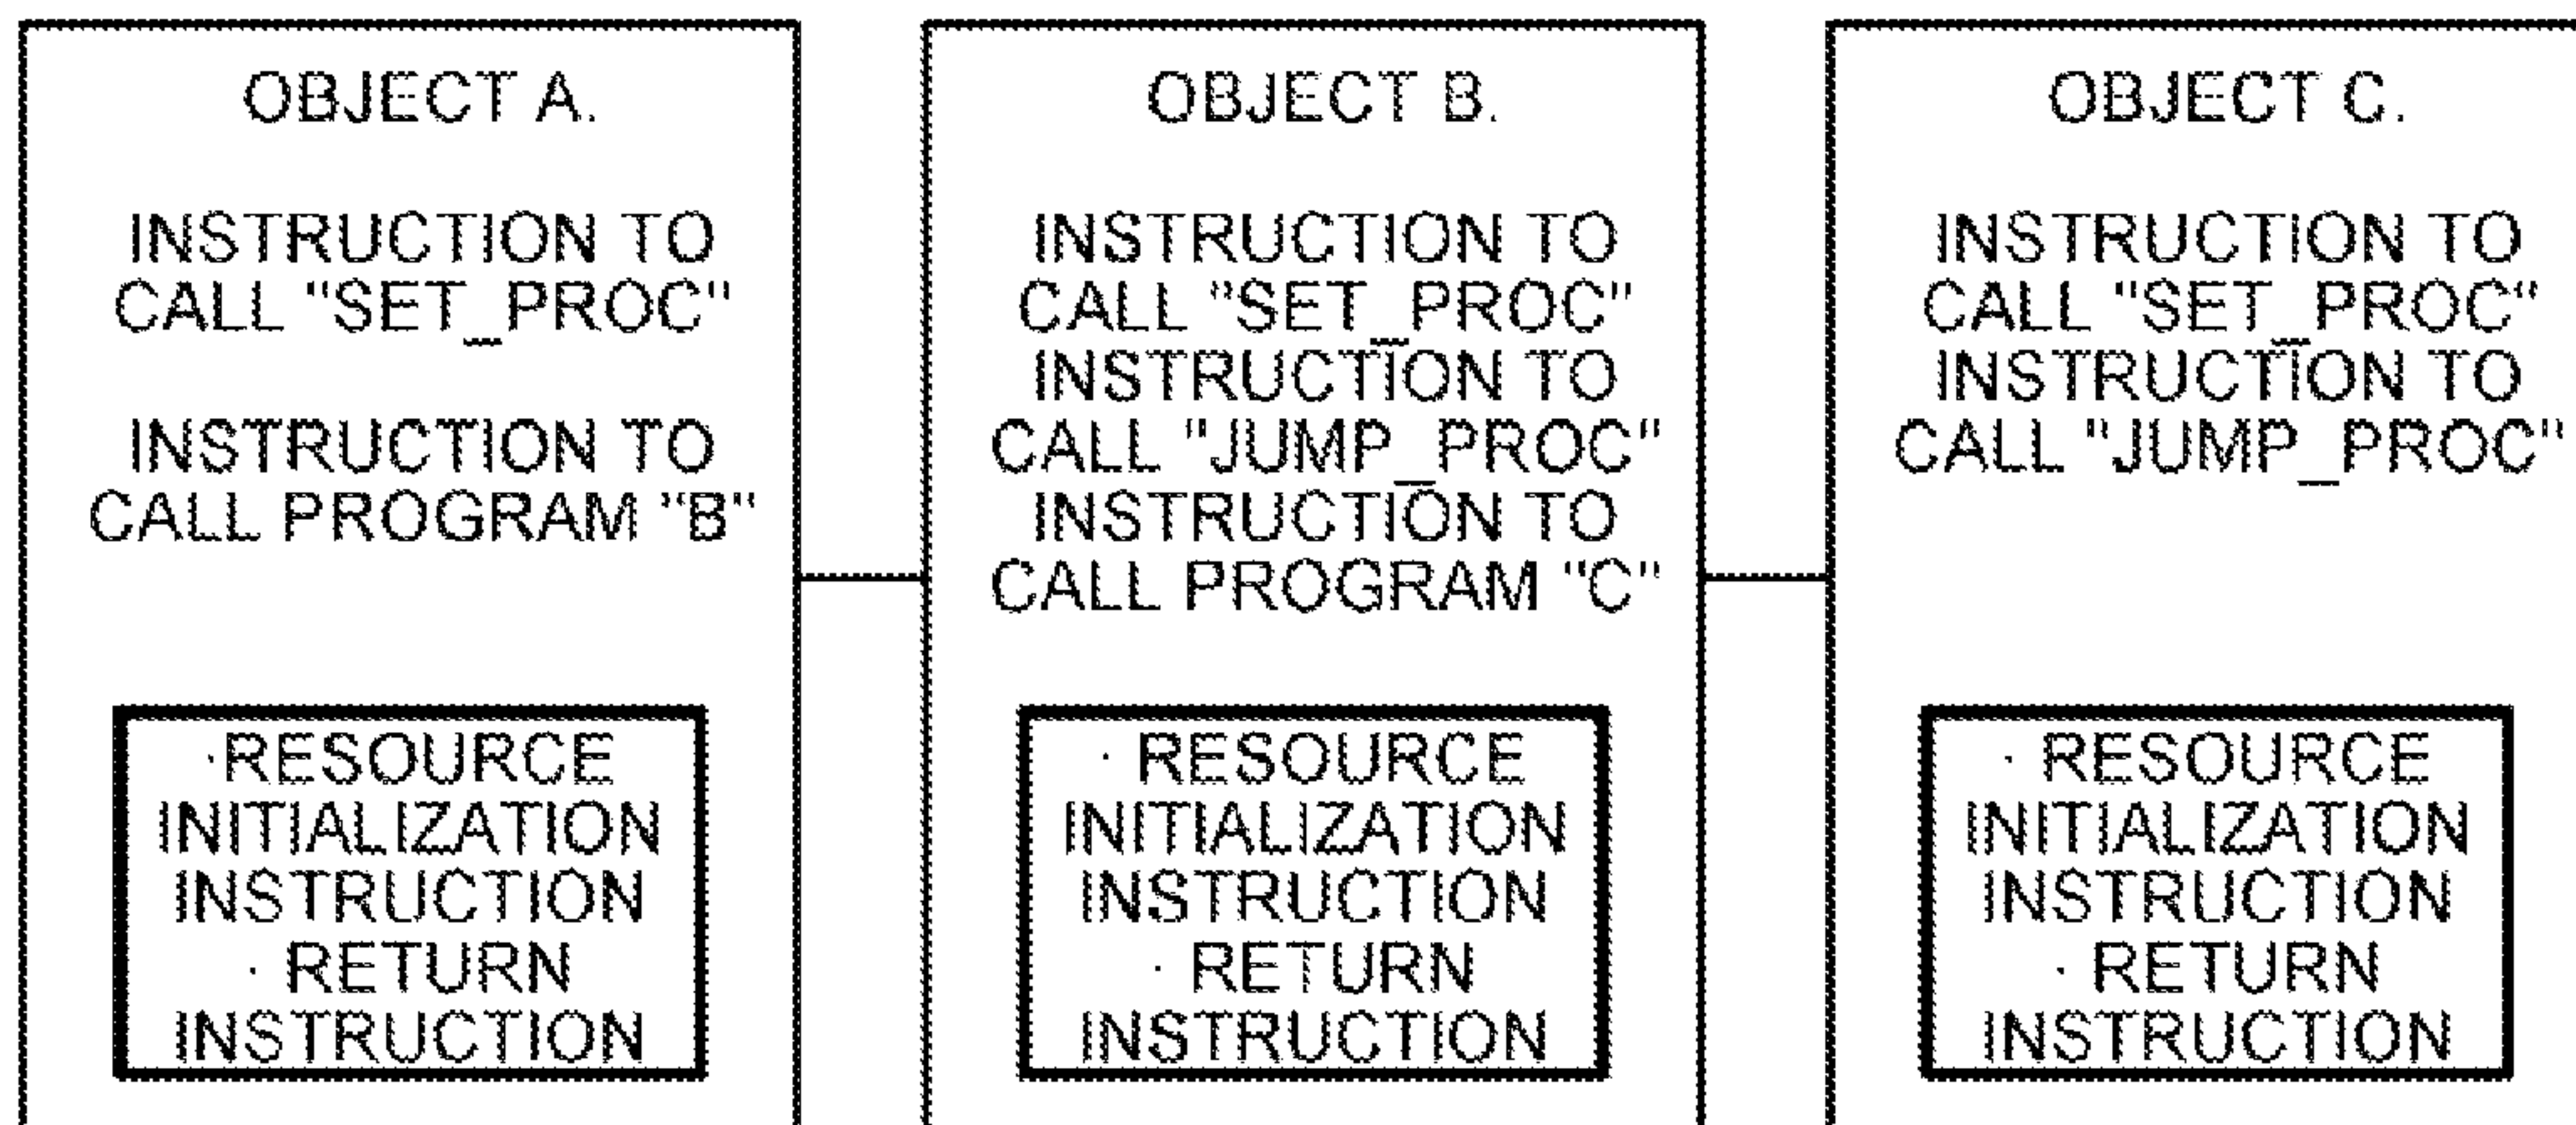 OBJECT A.
INSTRUCTION TO
CALL "SET_PROC"
INSTRUCTION TO
CALL PROGRAM "B"
·RESOURCE
INITIALIZATION
INSTRUCTION
· RETURN
INSTRUCTION
OBJECT B.
INSTRUCTION TO
CALL "SET_PROC"
INSTRUCTION TO
CALL "JUMP_PROC"
INSTRUCTION TO
CALL PROGRAM "C"
· RESOURCE
INITIALIZATION
INSTRUCTION
· RETURN
INSTRUCTION
OBJECT C.
INSTRUCTION TO
CALL "SET_PROC"
INSTRUCTION TO
CALL "JUMP_PROC"
· RESOURCE
INITIALIZATION
INSTRUCTION
· RETURN
INSTRUCTION